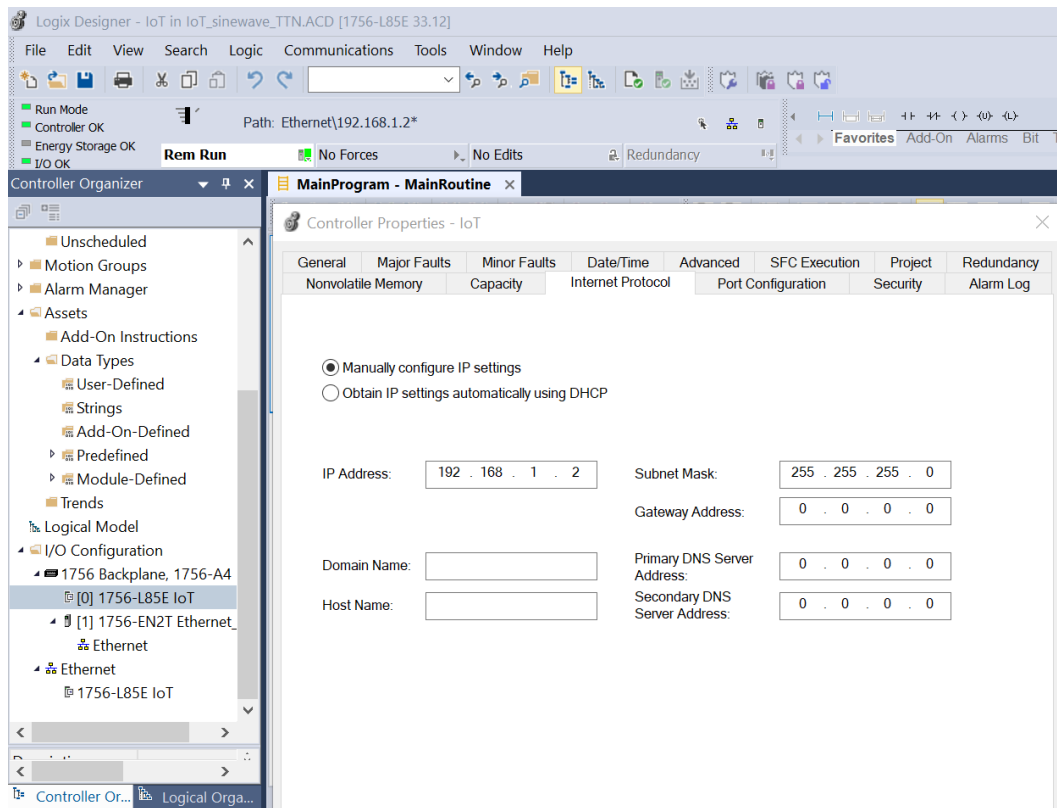 Logix Designer - IoT in IoT_sinewave_TTN.ACD [1756-L85E 33.12]
File Edit View Search Logic Communications Tools Window Help
Run Mode
Controller OK
Energy Storage OK
I/O OK
Path: Ethernet\192.168.1.2*
Rem Run No Forces No Edits Redundancy
Favorites Add-On Alarms Bit
Controller Organizer
MainProgram - MainRoutine
Unscheduled
Motion Groups
Alarm Manager
Assets
Add-On Instructions
Data Types
User-Defined
Strings
Add-On-Defined
Predefined
Module-Defined
Trends
Logical Model
I/O Configuration
1756 Backplane, 1756-A4
[0] 1756-L85E IoT
[1] 1756-EN2T Ethernet_
Ethernet
Ethernet
1756-L85E IoT
Controller Or... Logical Orga...
Controller Properties - IoT
General Major Faults Minor Faults Date/Time Advanced SFC Execution Project Redundancy
Nonvolatile Memory Capacity Internet Protocol Port Configuration Security Alarm Log
Manually configure IP settings
Obtain IP settings automatically using DHCP
IP Address: 192 . 168 . 1 . 2 Subnet Mask: 255 . 255 . 255 . 0
Gateway Address: 0 . 0 . 0 . 0
Domain Name: Primary DNS Server
Address: 0 . 0 . 0 . 0
Host Name: Secondary DNS
Server Address: 0 . 0 . 0 . 0